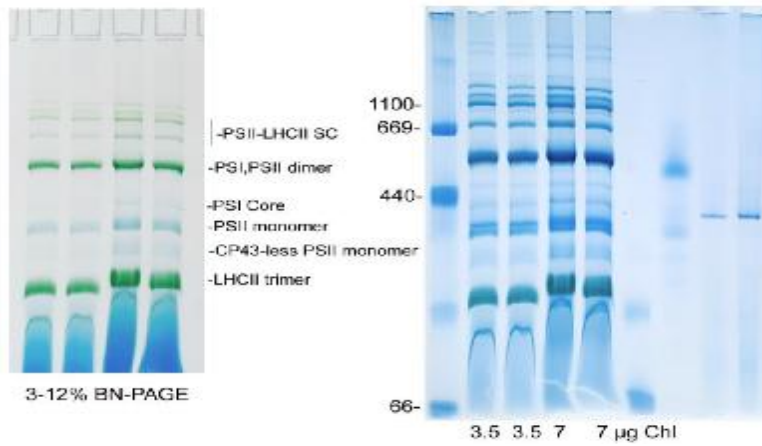 -PSII-LHCII SC
-PSI,PSII dimer
-PSI Core
-PSII monomer
-CP43-less PSII monomer
-LHCII trimer
3-12% BN-PAGE
1100-
669-
440-
66-
3.5 3.5 7 7 µg Chl